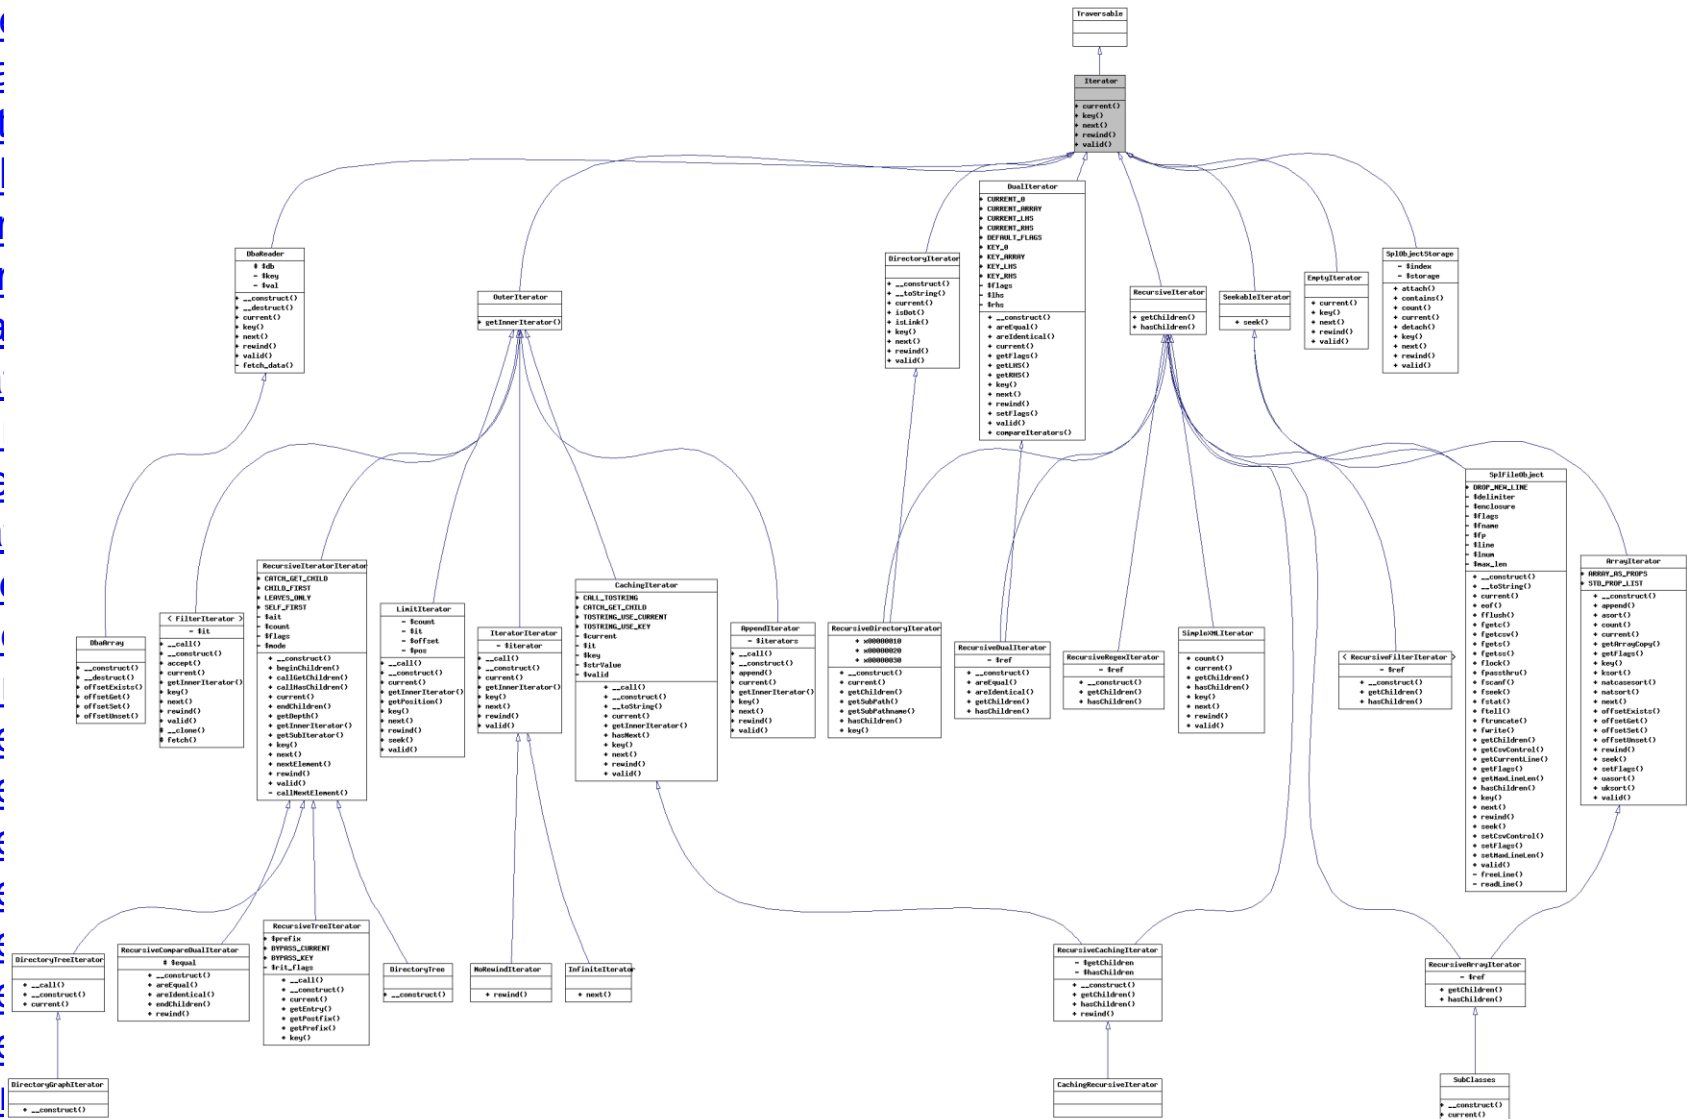 Traversable
Iterator
+ current()
+ key()
+ next()
+ rewind()
+ valid()
DbaReader
# $db
- $key
- $val
+ __construct()
+ __destruct()
+ current()
+ key()
+ next()
+ rewind()
+ valid()
- fetch_data()
OuterIterator
+ getInnerIterator()
DirectoryIterator
+ __construct()
+ __toString()
+ current()
+ isDot()
+ isLink()
+ key()
+ next()
+ rewind()
+ valid()
DualIterator
+ CURRENT_0
+ CURRENT_ARRAY
+ CURRENT_LHS
+ CURRENT_RHS
+ DEFAULT_FLAGS
+ KEY_0
+ KEY_ARRAY
+ KEY_LHS
+ KEY_RHS
- $flags
- $lhs
- $rhs
+ __construct()
+ areEqual()
+ areIdentical()
+ current()
+ getFlags()
+ getLHS()
+ getRHS()
+ key()
+ next()
+ rewind()
+ setFlags()
+ valid()
+ compareIterators()
RecursiveIterator
+ getChildren()
+ hasChildren()
SeekableIterator
+ seek()
EmptyIterator
+ current()
+ key()
+ next()
+ rewind()
+ valid()
SplObjectStorage
- $index
- $storage
+ attach()
+ contains()
+ count()
+ current()
+ detach()
+ key()
+ next()
+ rewind()
+ valid()
DbaArray
+ __construct()
+ __destruct()
+ offsetExists()
+ offsetGet()
+ offsetSet()
+ offsetUnset()
< FilterIterator >
- $it
+ __call()
+ __construct()
+ accept()
+ current()
+ getInnerIterator()
+ key()
+ next()
+ rewind()
+ valid()
# __clone()
# fetch()
RecursiveIteratorIterator
+ CATCH_GET_CHILD
+ CHILD_FIRST
+ LEAVES_ONLY
+ SELF_FIRST
- $ait
- $count
- $flags
- $mode
+ __construct()
+ beginChildren()
+ callGetChildren()
+ callHasChildren()
+ current()
+ endChildren()
+ getDepth()
+ getInnerIterator()
+ getSubIterator()
+ key()
+ next()
+ nextElement()
+ rewind()
+ valid()
- callNextElement()
LimitIterator
- $count
- $it
- $offset
- $pos
+ __call()
+ __construct()
+ current()
+ getInnerIterator()
+ getPosition()
+ key()
+ next()
+ rewind()
+ seek()
+ valid()
IteratorIterator
- $iterator
+ __call()
+ __construct()
+ current()
+ getInnerIterator()
+ key()
+ next()
+ rewind()
+ valid()
CachingIterator
+ CALL_TOSTRING
+ CATCH_GET_CHILD
+ TOSTRING_USE_CURRENT
+ TOSTRING_USE_KEY
- $current
- $it
- $key
- $strValue
- $valid
+ __call()
+ __construct()
+ __toString()
+ current()
+ getInnerIterator()
+ hasNext()
+ key()
+ next()
+ rewind()
+ valid()
AppendIterator
- $iterators
+ __call()
+ __construct()
+ append()
+ current()
+ getInnerIterator()
+ key()
+ next()
+ rewind()
+ valid()
RecursiveDirectoryIterator
+ x00000010
+ x00000020
+ x00000030
+ __construct()
+ current()
+ getChildren()
+ getSubPath()
+ getSubPathname()
+ hasChildren()
+ key()
RecursiveDualIterator
- $ref
+ __construct()
+ areEqual()
+ areIdentical()
+ getChildren()
+ hasChildren()
RecursiveRegexIterator
- $ref
+ __construct()
+ getChildren()
+ hasChildren()
SimpleXMLIterator
+ count()
+ current()
+ getChildren()
+ hasChildren()
+ key()
+ next()
+ rewind()
+ valid()
< RecursiveFilterIterator >
- $ref
+ __construct()
+ getChildren()
+ hasChildren()
SplFileObject
+ DROP_NEW_LINE
- $delimiter
- $enclosure
- $flags
- $fname
- $fp
- $line
- $lnum
- $max_len
+ __construct()
+ __toString()
+ current()
+ eof()
+ fflush()
+ fgetc()
+ fgetcsv()
+ fgets()
+ fgetss()
+ flock()
+ fpassthru()
+ fscanf()
+ fseek()
+ fstat()
+ ftell()
+ ftruncate()
+ fwrite()
+ getChildren()
+ getCsvControl()
+ getCurrentLine()
+ getFlags()
+ getMaxLineLen()
+ hasChildren()
+ key()
+ next()
+ rewind()
+ seek()
+ setCsvControl()
+ setFlags()
+ setMaxLineLen()
+ valid()
- freeLine()
- readLine()
ArrayIterator
+ ARRAY_AS_PROPS
+ STD_PROP_LIST
+ __construct()
+ append()
+ asort()
+ count()
+ current()
+ getArrayCopy()
+ getFlags()
+ key()
+ ksort()
+ natcasesort()
+ natsort()
+ next()
+ offsetExists()
+ offsetGet()
+ offsetSet()
+ offsetUnset()
+ rewind()
+ seek()
+ setFlags()
+ uasort()
+ uksort()
+ valid()
DirectoryTreeIterator
+ __call()
+ __construct()
+ current()
RecursiveCompareDualIterator
# $equal
+ __construct()
+ areEqual()
+ areIdentical()
+ endChildren()
+ rewind()
RecursiveTreeIterator
+ $prefix
+ BYPASS_CURRENT
+ BYPASS_KEY
- $rit_flags
+ __call()
+ __construct()
+ current()
+ getEntry()
+ getPostfix()
+ getPrefix()
+ key()
DirectoryTree
+ __construct()
NoRewindIterator
+ rewind()
InfiniteIterator
+ next()
RecursiveCachingIterator
- $getChildren
- $hasChildren
+ __construct()
+ getChildren()
+ hasChildren()
+ rewind()
RecursiveArrayIterator
- $ref
+ getChildren()
+ hasChildren()
DirectoryGraphIterator
+ __construct()
CachingRecursiveIterator
SubClasses
+ __construct()
+ current()